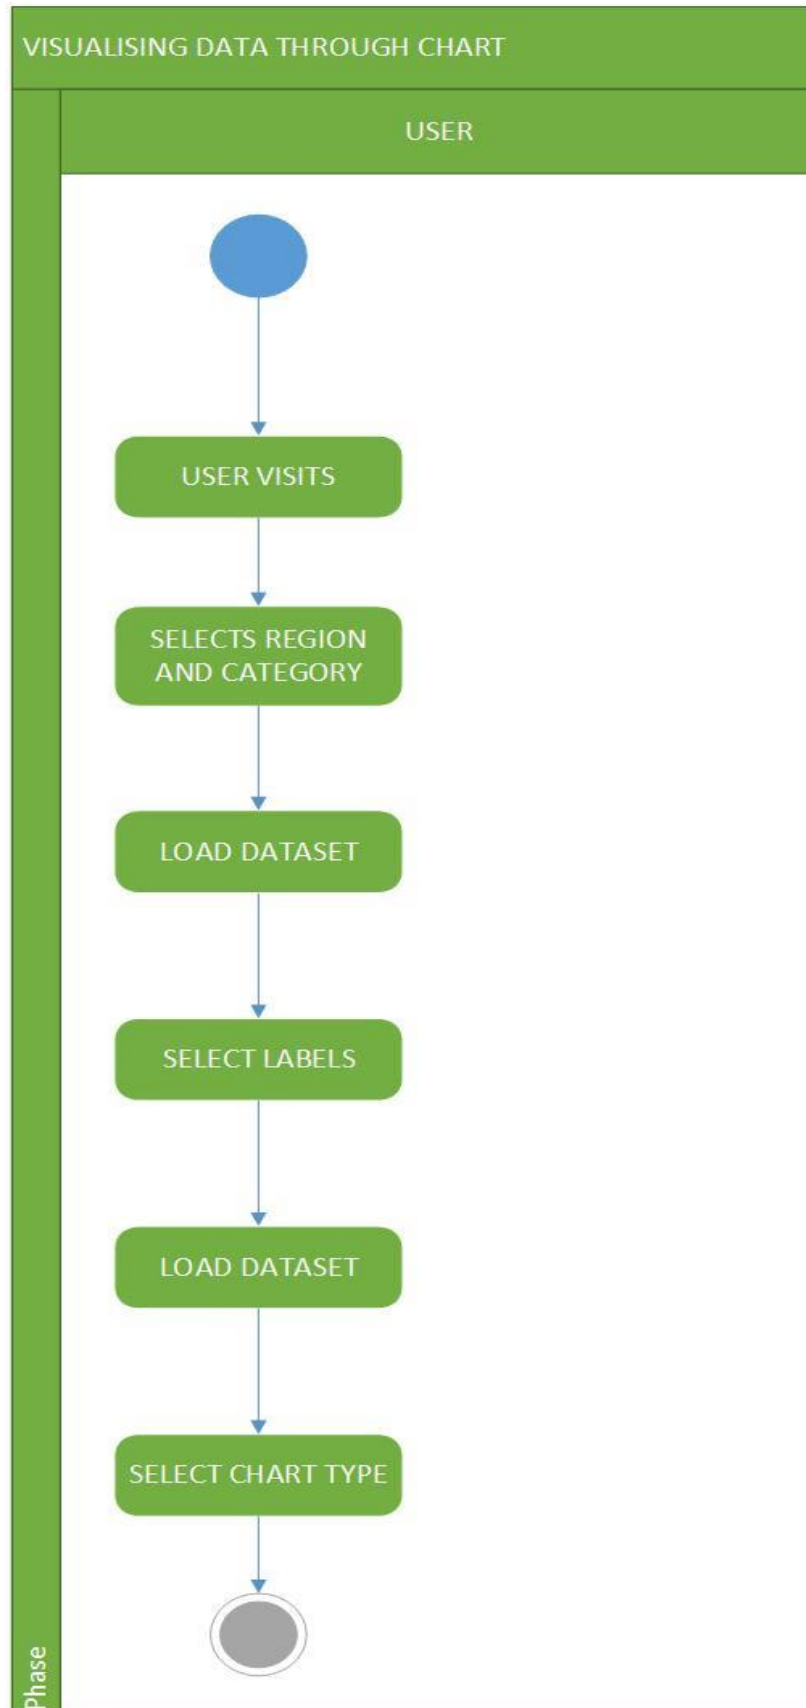 VISUALISING DATA THROUGH CHART
USER
USER VISITS
SELECTS REGION
AND CATEGORY
LOAD DATASET
SELECT LABELS
LOAD DATASET
SELECT CHART TYPE
Phase